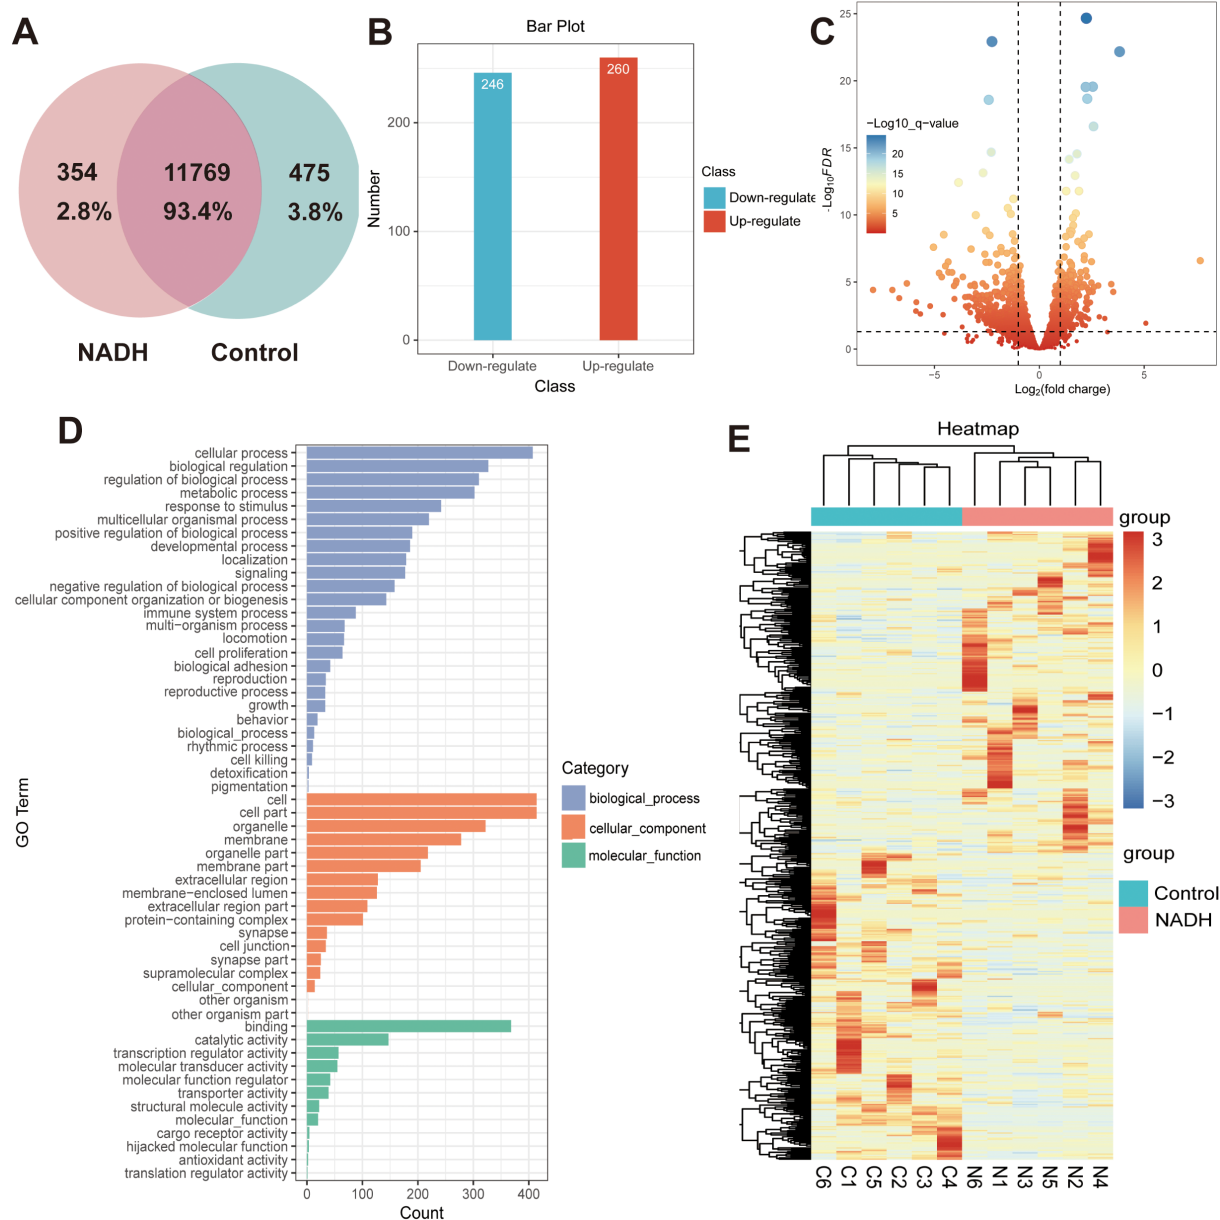 A
354
2.8%
11769
93.4%
475
3.8%
NADH
Control
B
Bar Plot
246
260
200
100
0
Number
Down-regulate
Up-regulate
Class
Class
Down-regulate
Up-regulate
C
25
20
15
10
5
0
-Log10FDR
−Log10_q-value
20
15
10
5
−5
0
5
Log2(fold charge)
D
GO Term
cellular process
biological regulation
regulation of biological process
metabolic process
response to stimulus
multicellular organismal process
positive regulation of biological process
developmental process
localization
signaling
negative regulation of biological process
cellular component organization or biogenesis
immune system process
multi−organism process
locomotion
cell proliferation
biological adhesion
reproduction
reproductive process
growth
behavior
biological_process
rhythmic process
cell killing
detoxification
pigmentation
cell
cell part
organelle
membrane
organelle part
membrane part
extracellular region
membrane−enclosed lumen
extracellular region part
protein−containing complex
synapse
cell junction
synapse part
supramolecular complex
cellular_component
other organism
other organism part
binding
catalytic activity
transcription regulator activity
molecular transducer activity
molecular function regulator
transporter activity
structural molecule activity
molecular_function
cargo receptor activity
hijacked molecular function
antioxidant activity
translation regulator activity
0
100
200
300
400
Count
Category
biological_process
cellular_component
molecular_function
E
Heatmap
group
3
2
1
0
−1
−2
−3
group
Control
NADH
C6
C1
C5
C2
C3
C4
N6
N1
N3
N5
N2
N4